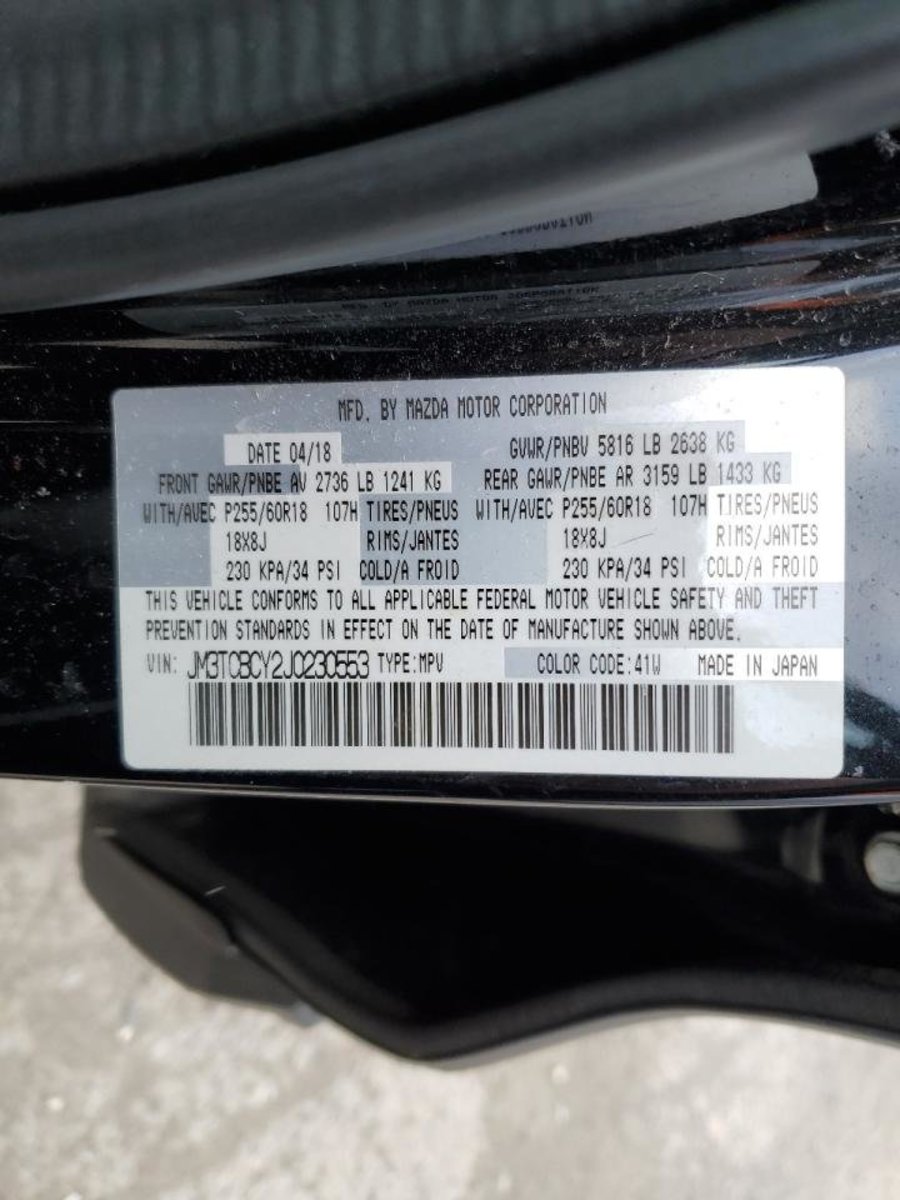 MFD. BY MAZDA MOTOR CORPORATION
DATE 04/18 GVWR/PNBV 5816 LB 2638 KG
FRONT GAWR/PNBE AV 2736 LB 1241 KG REAR GAWR/PNBE AR 3159 LB 1433 KG
WITH/AVEC P255/60R18 107H TIRES/PNEUS WITH/AVEC P255/60R18 107H TIRES/PNEUS
18X8J RIMS/JANTES 18X8J RIMS/JANTES
230 KPA/34 PSI COLD/A FROID 230 KPA/34 PSI COLD/A FROID
THIS VEHICLE CONFORMS TO ALL APPLICABLE FEDERAL MOTOR VEHICLE SAFETY AND THEFT
PREVENTION STANDARDS IN EFFECT ON THE DATE OF MANUFACTURE SHOWN ABOVE.
VIN: JM3TCBCY2J0230553 TYPE:MPV COLOR CODE:41W MADE IN JAPAN